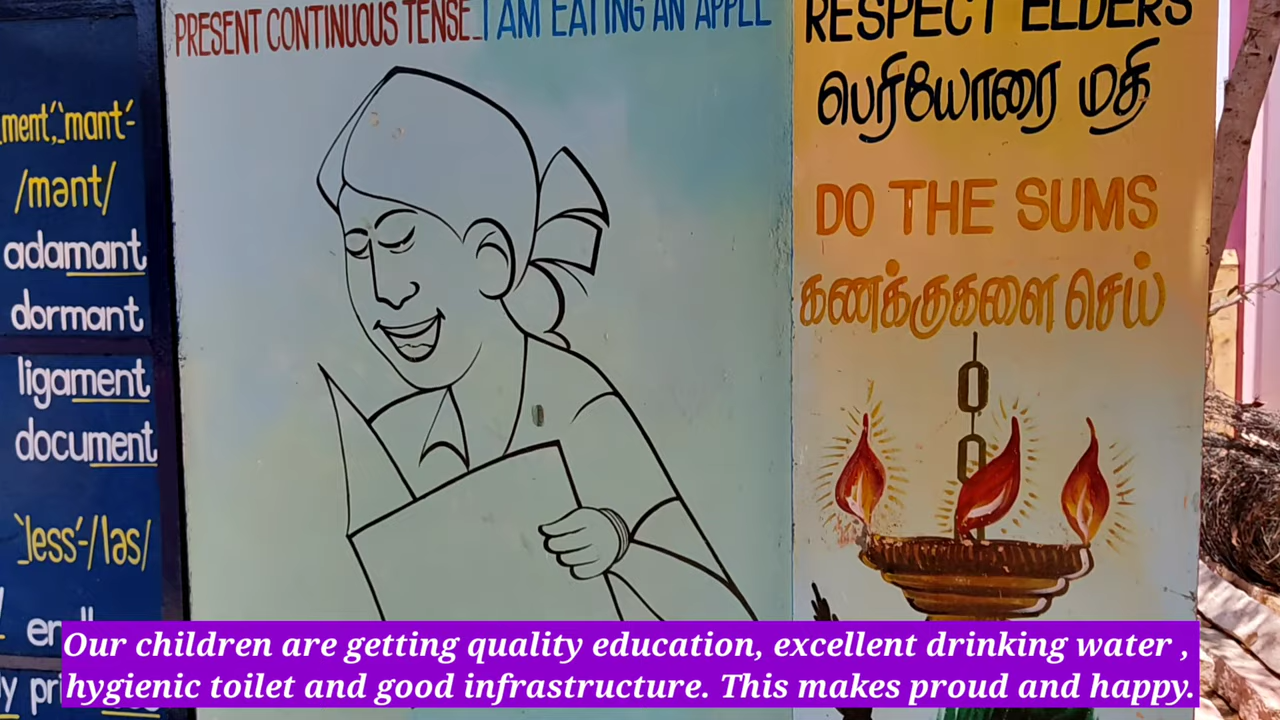 PRESENT CONTINUOUS TENSE I AM EATING AN APPLE
RESPECT ELDERS
பெரியோரை மதி
DO THE SUMS
கணக்குகளை செய்
ment', mant'-
/mənt/
adamant
dormant
ligament
document
'less'-/ləs/
Our children are getting quality education, excellent drinking water ,
hygienic toilet and good infrastructure. This makes proud and happy.